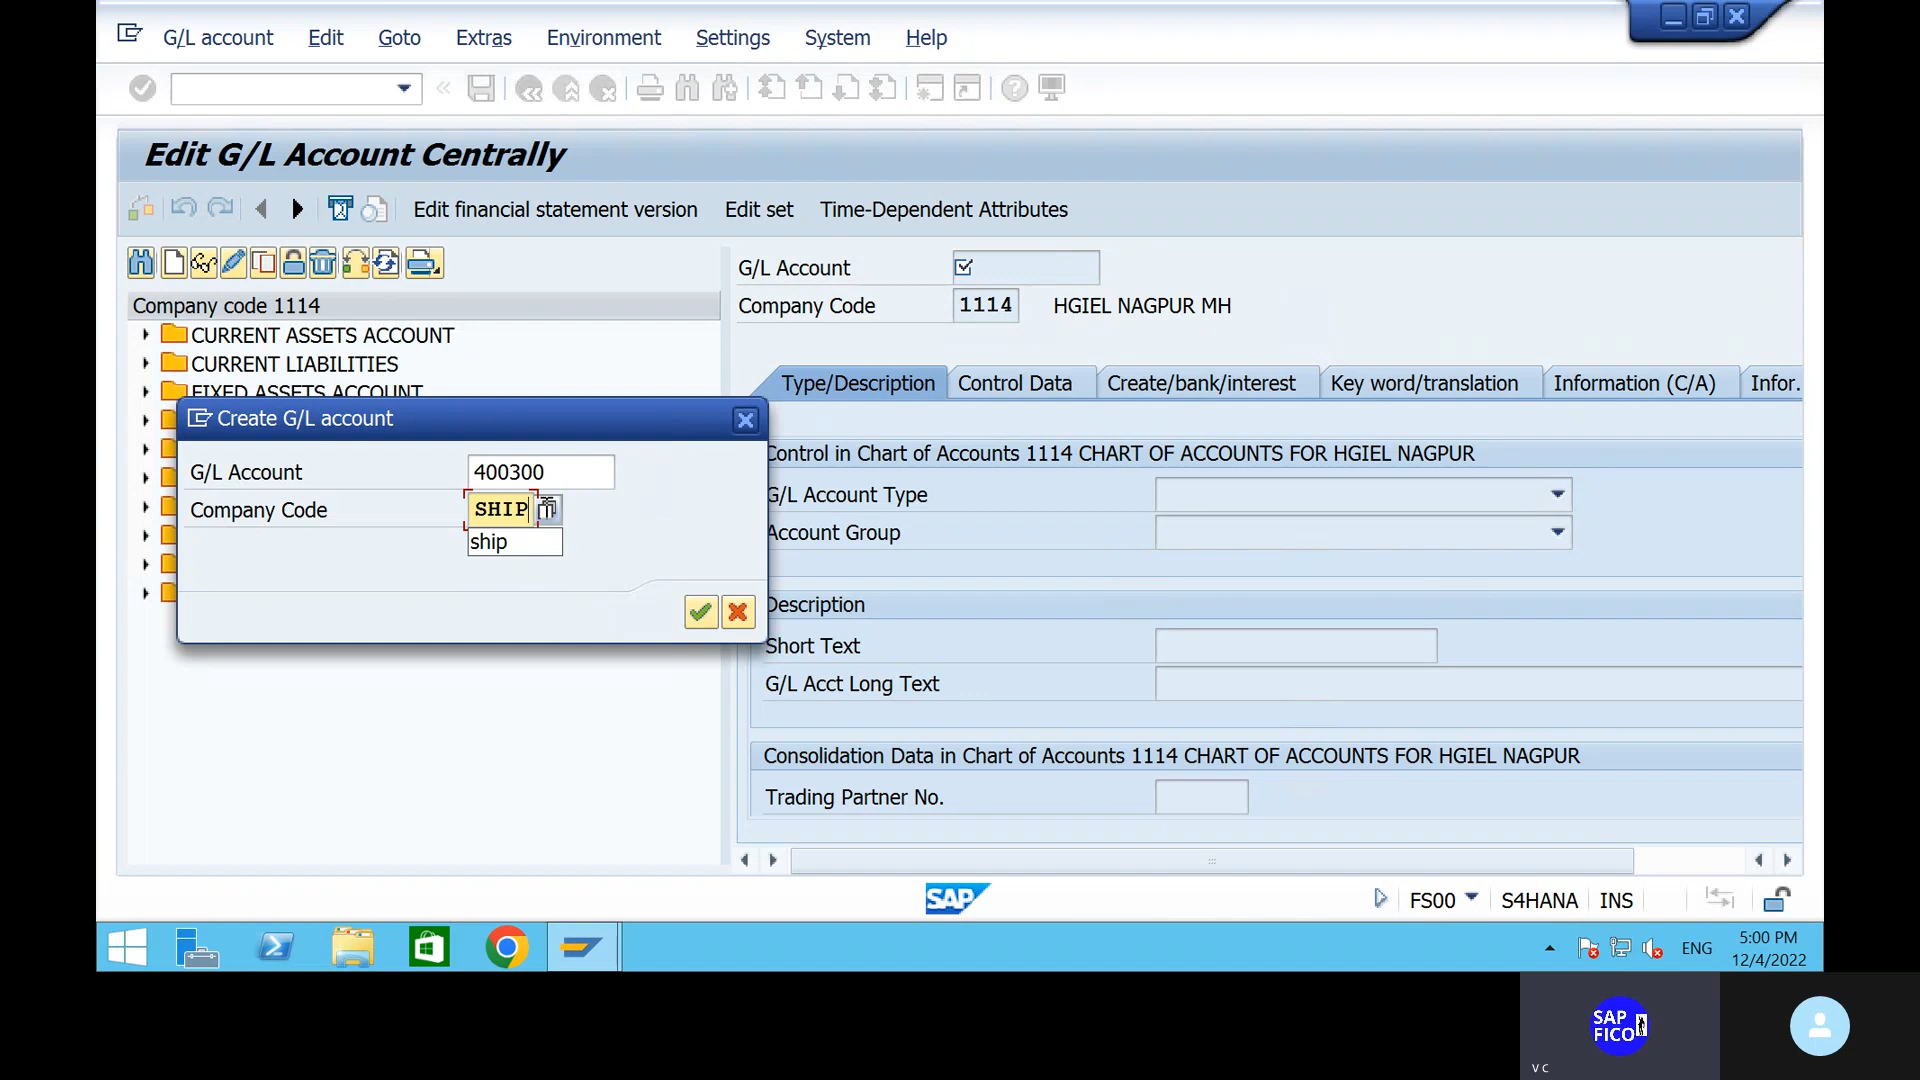 G/L account Edit Goto Extras Environment Settings System Help
Edit G/L Account Centrally
Edit financial statement version Edit set Time-Dependent Attributes
Company code 1114
CURRENT ASSETS ACCOUNT
CURRENT LIABILITIES
FIXED ASSETS ACCOUNT
G/L Account
Company Code 1114 HGIEL NAGPUR MH
Type/Description Control Data Create/bank/interest Key word/translation Information (C/A) Infor.
Create G/L account
G/L Account 400300
Company Code SHIP
ship
Control in Chart of Accounts 1114 CHART OF ACCOUNTS FOR HGIEL NAGPUR
G/L Account Type
Account Group
Description
Short Text
G/L Acct Long Text
Consolidation Data in Chart of Accounts 1114 CHART OF ACCOUNTS FOR HGIEL NAGPUR
Trading Partner No.
SAP
FS00 S4HANA INS
ENG
5:00 PM
12/4/2022
SAP
FICO
V C